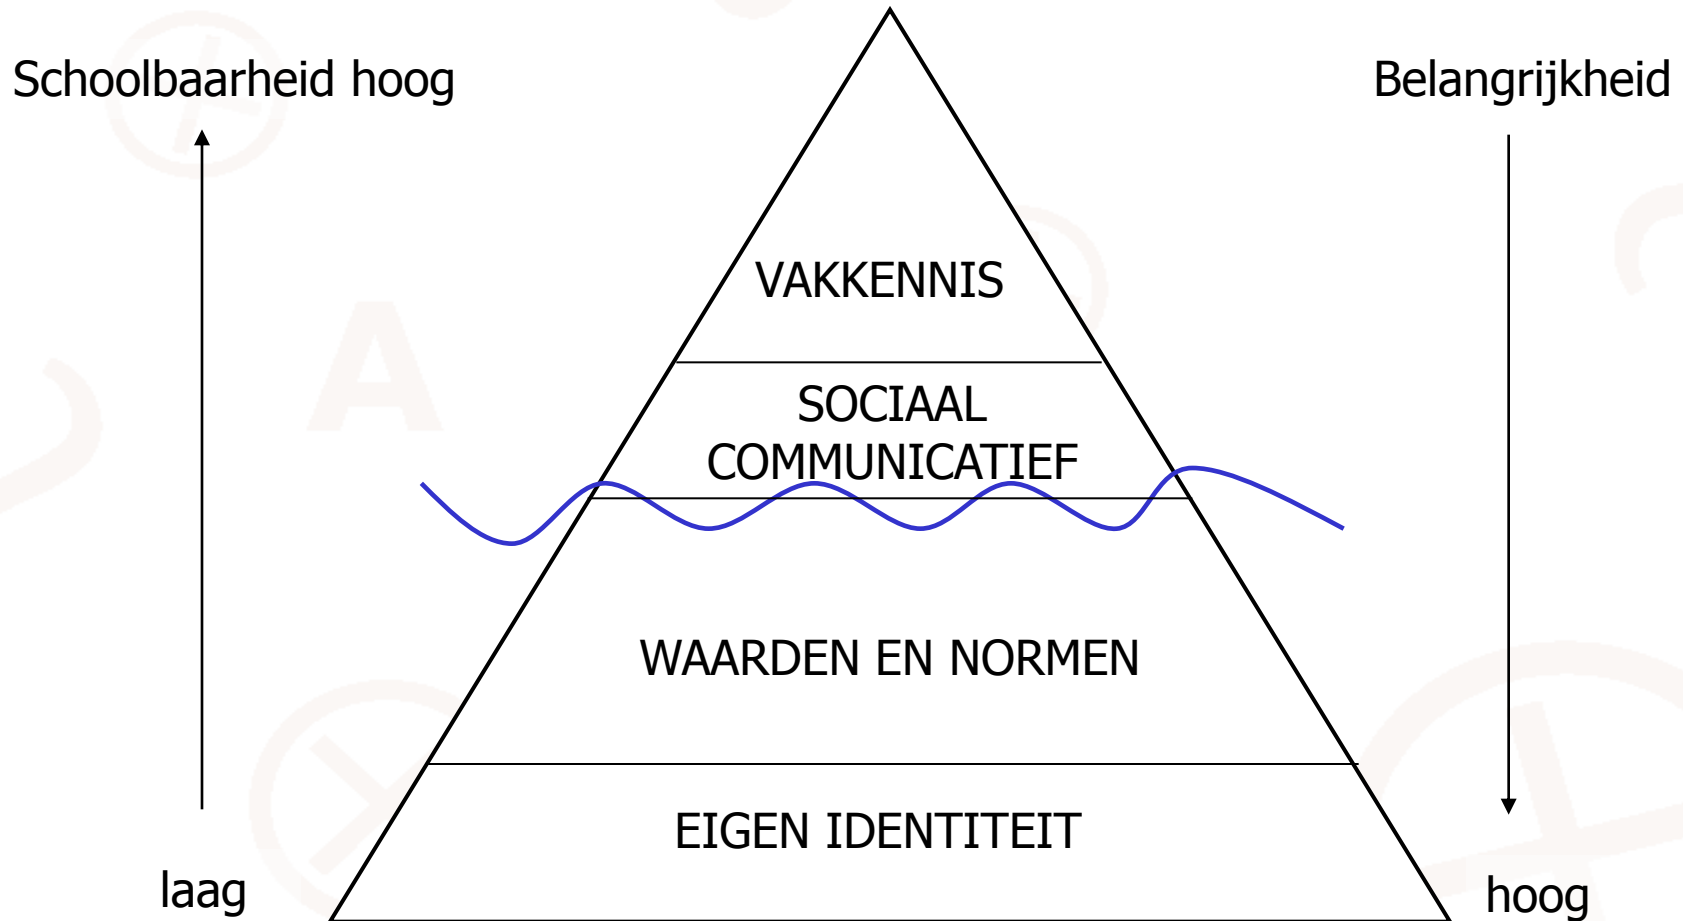 Schoolbaarheid hoog
Belangrijkheid
VAKKENNIS
SOCIAAL
COMMUNICATIEF
WAARDEN EN NORMEN
EIGEN IDENTITEIT
laag
hoog
A